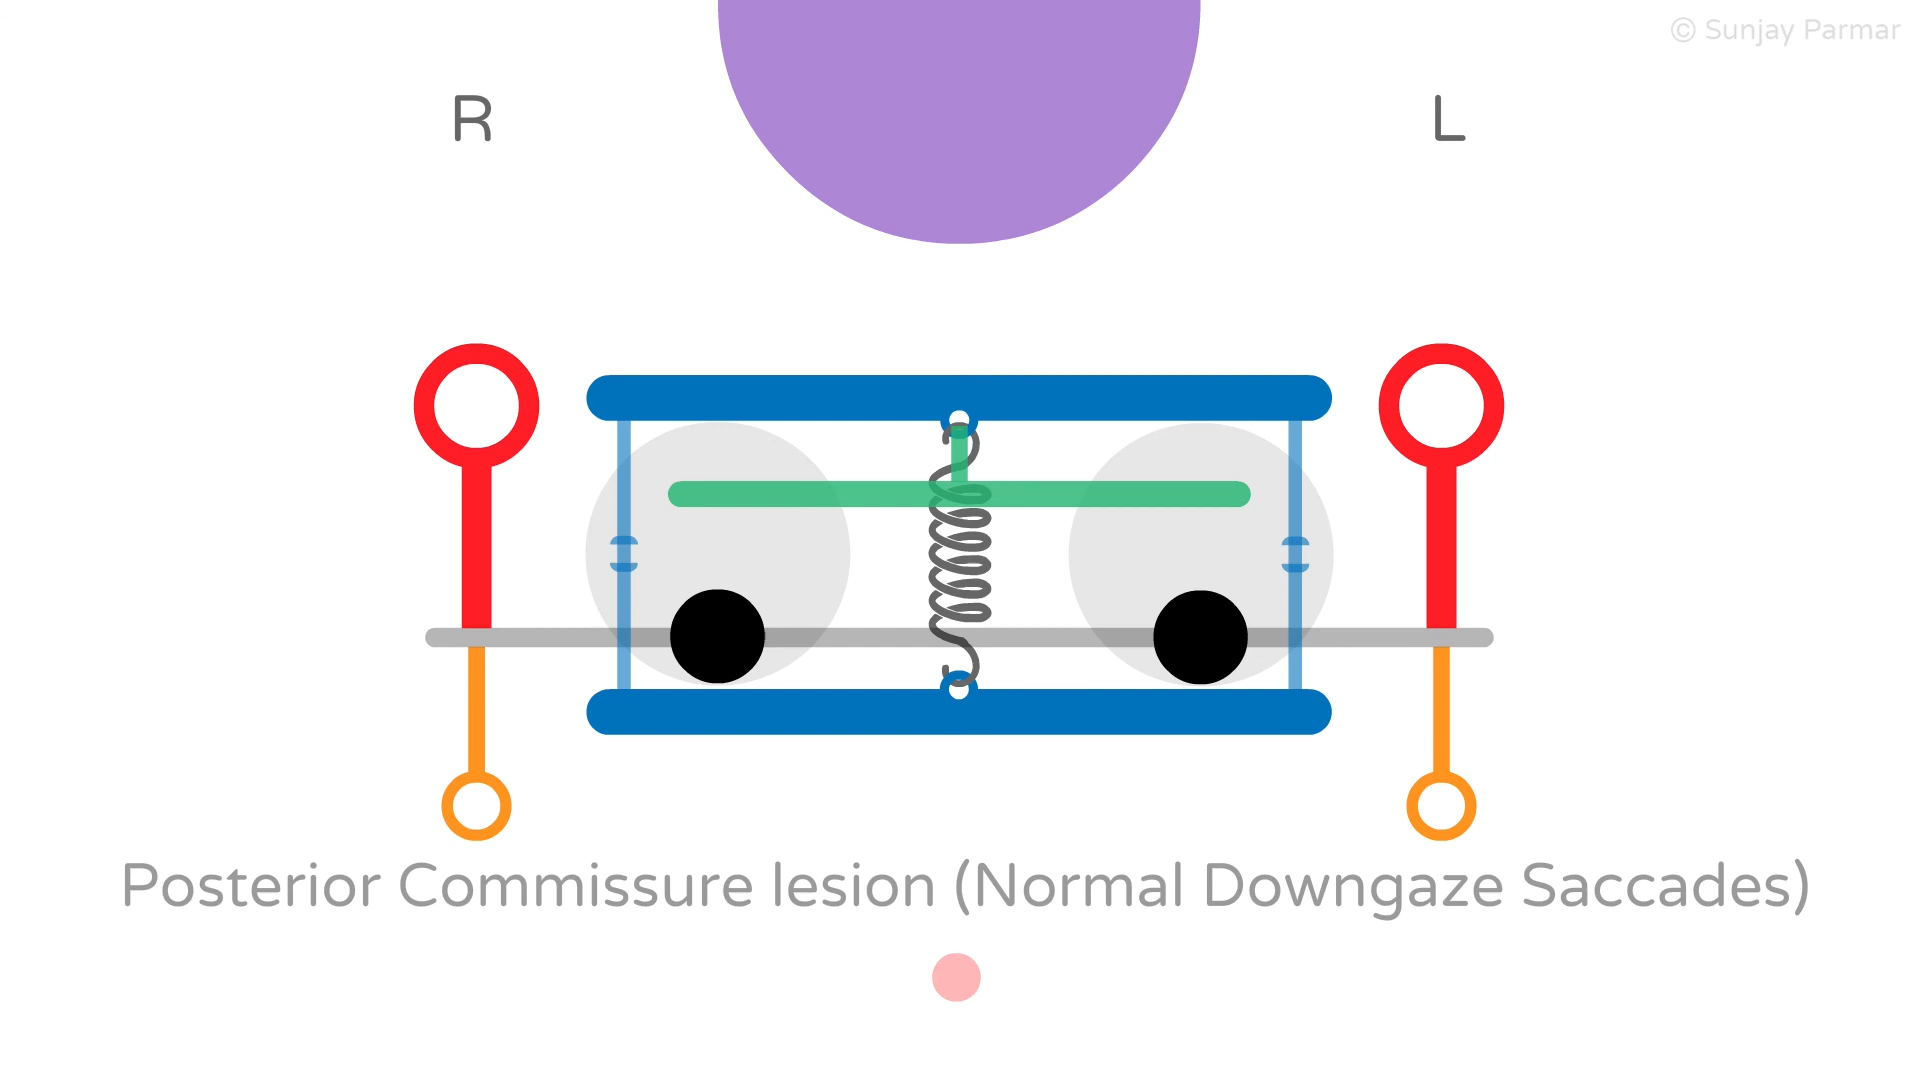 © Sunjay Parmar
R
L
Posterior Commissure lesion (Normal Downgaze Saccades)